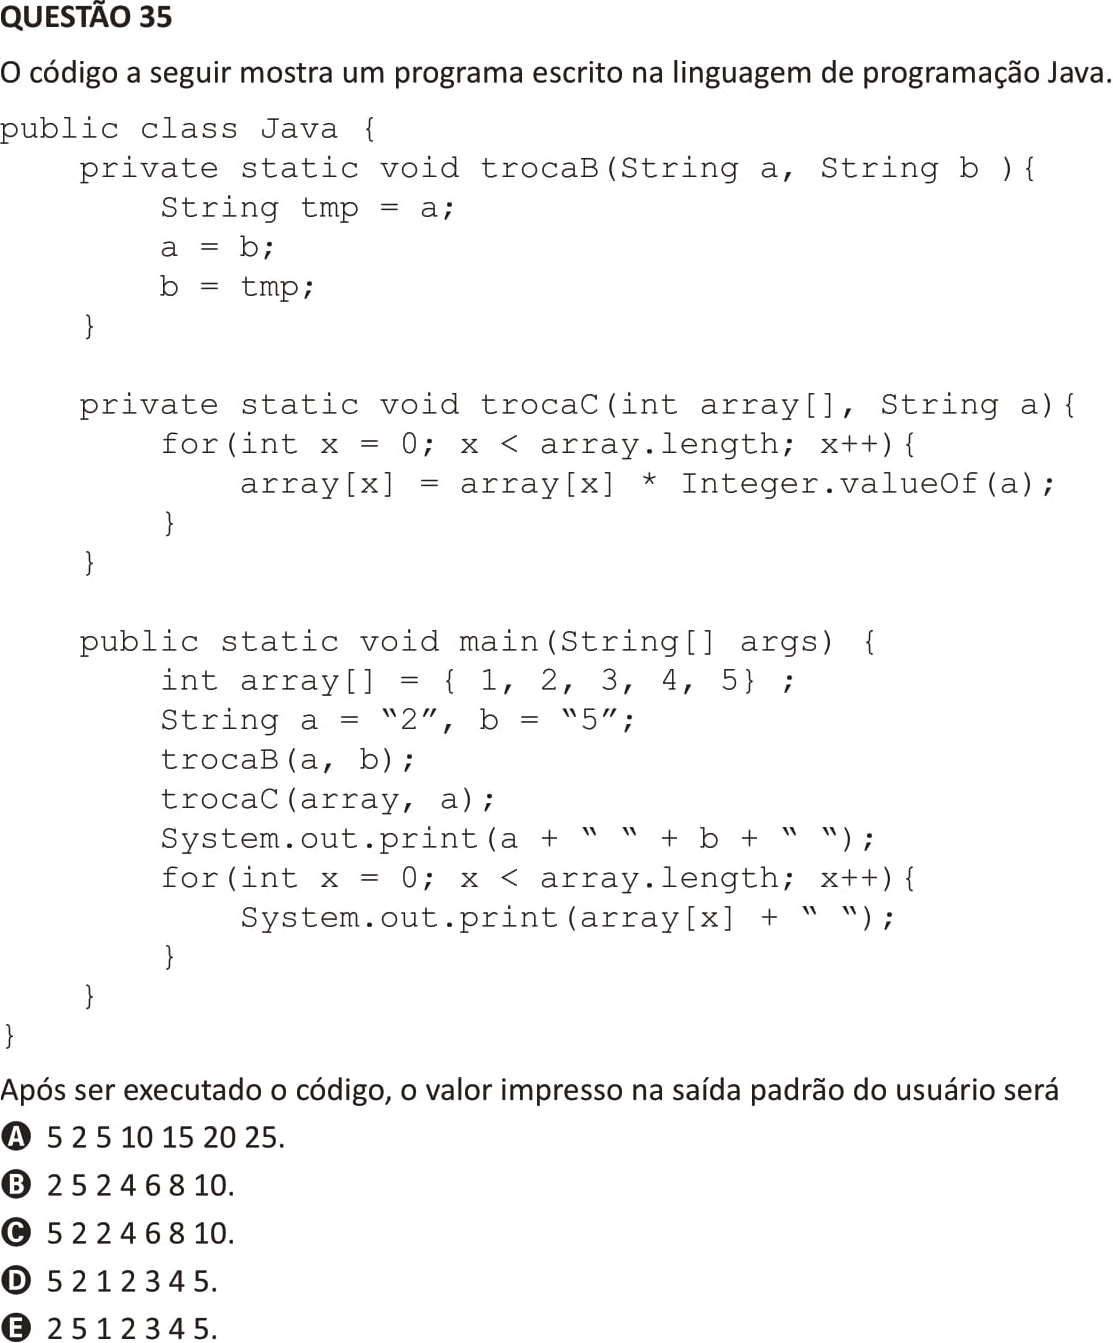 QUESTÃO 35
O código a seguir mostra um programa escrito na linguagem de programação Java.
public class Java {
private static void trocaB(String a, String b ){
String tmp = a;
a = b;
b = tmp;
}
private static void trocaC(int array[], String a){
for(int x = 0; x < array.length; x++){
array[x] = array[x] * Integer.valueOf(a);
}
}
public static void main(String[] args) {
int array[] = { 1, 2, 3, 4, 5} ;
String a = “2”, b = “5”;
trocaB(a, b);
trocaC(array, a);
System.out.print(a + “ “ + b + “ “);
for(int x = 0; x < array.length; x++){
System.out.print(array[x] + “ “);
}
}
}
Após ser executado o código, o valor impresso na saída padrão do usuário será
A 5 2 5 10 15 20 25.
B 2 5 2 4 6 8 10.
C 5 2 2 4 6 8 10.
D 5 2 1 2 3 4 5.
E 2 5 1 2 3 4 5.